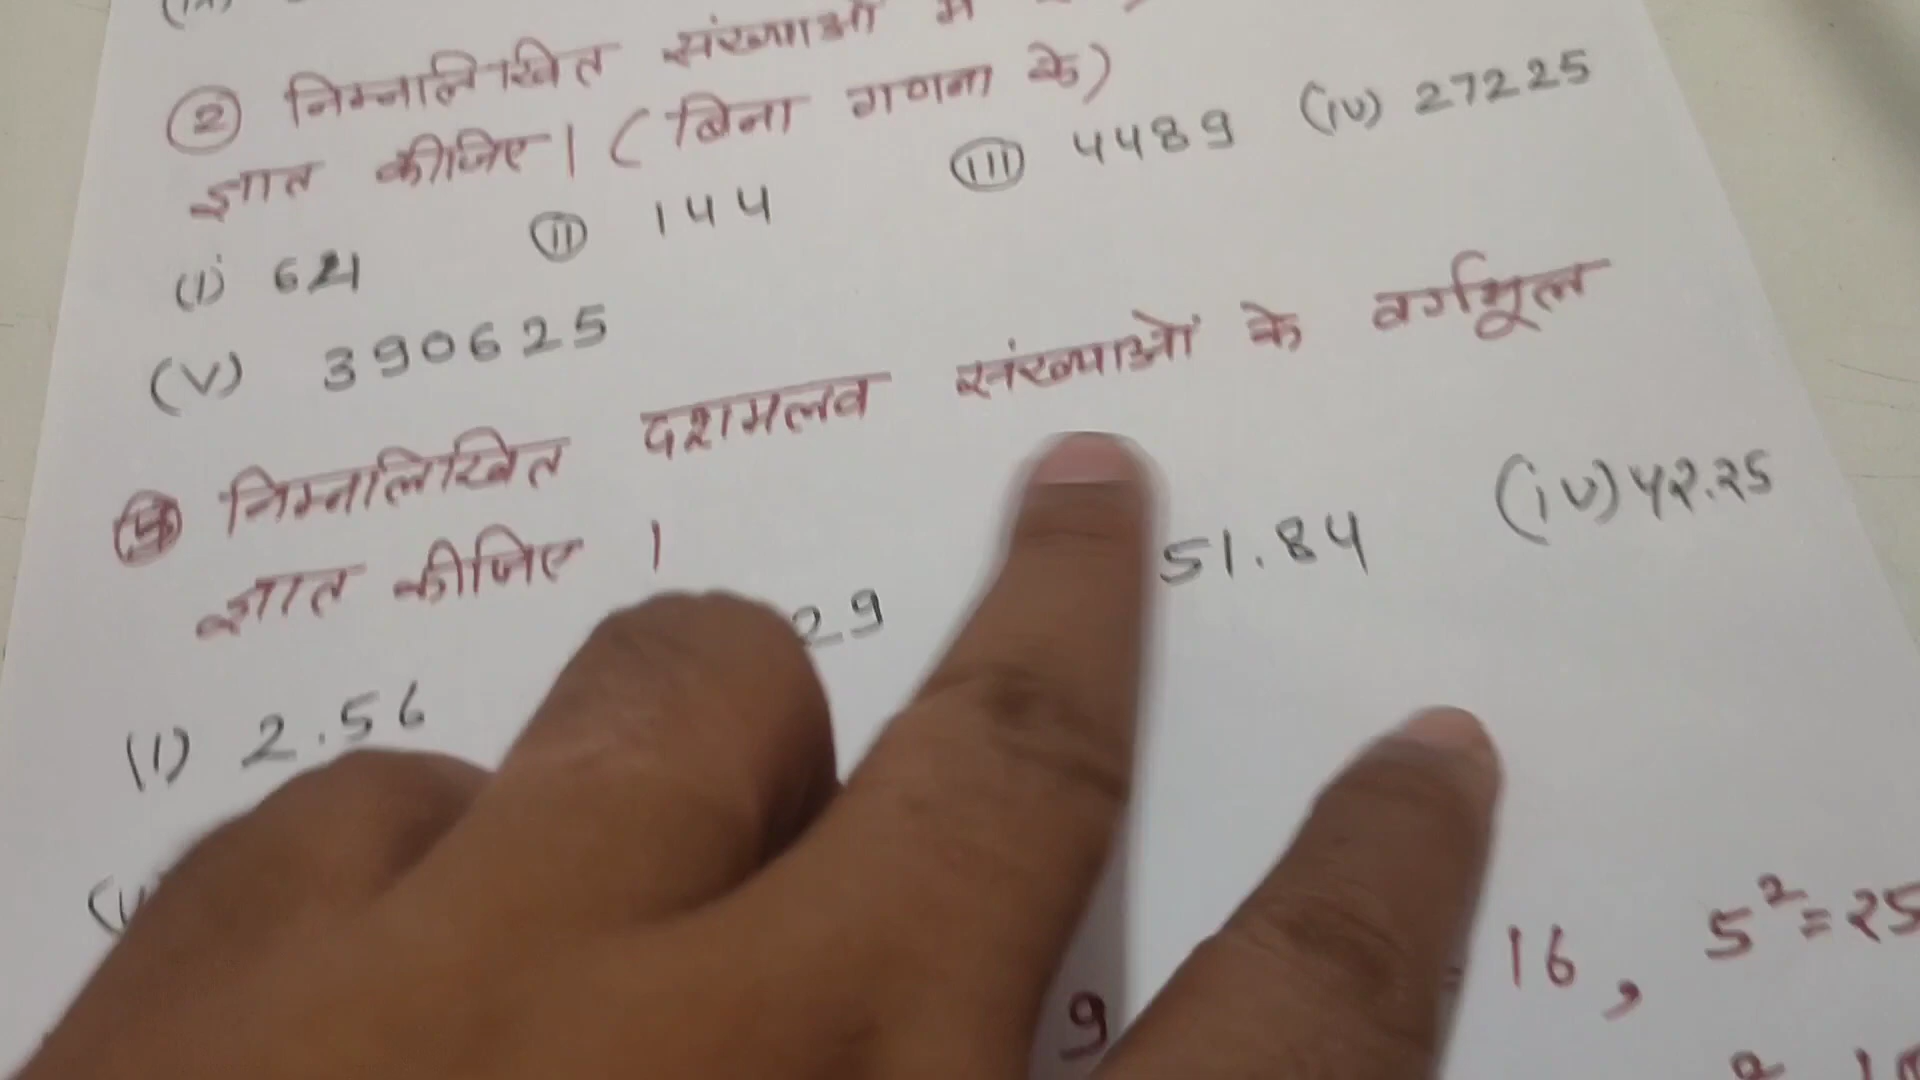 ② निम्नलिखित संख्याओं में
ज्ञात कीजिए। (बिना गणना के)
(i) 64 (ii) 144 (iii) 4489 (iv) 27225
(v) 390625
निम्नलिखित दशमलव संख्याओं के वर्गमूल
ज्ञात कीजिए ।
(i) 2.56 29 51.84 (iv) 42.25
9 16, 5²=25